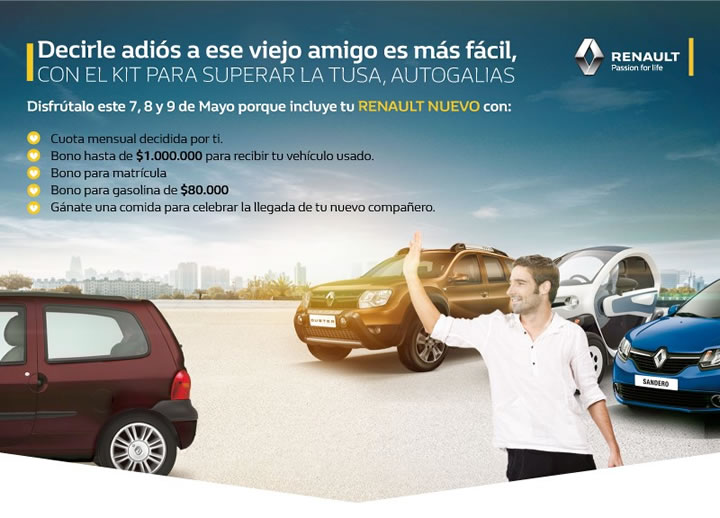 Decirle adiós a ese viejo amigo es más fácil,
CON EL KIT PARA SUPERAR LA TUSA, AUTOGALIAS
RENAULT
Passion for life
Disfrútalo este 7, 8 y 9 de Mayo porque incluye tu RENAULT NUEVO con:
Cuota mensual decidida por ti.
Bono hasta de $1.000.000 para recibir tu vehículo usado.
Bono para matrícula
Bono para gasolina de $80.000
Gánate una comida para celebrar la llegada de tu nuevo compañero.
DUSTER
SANDERO